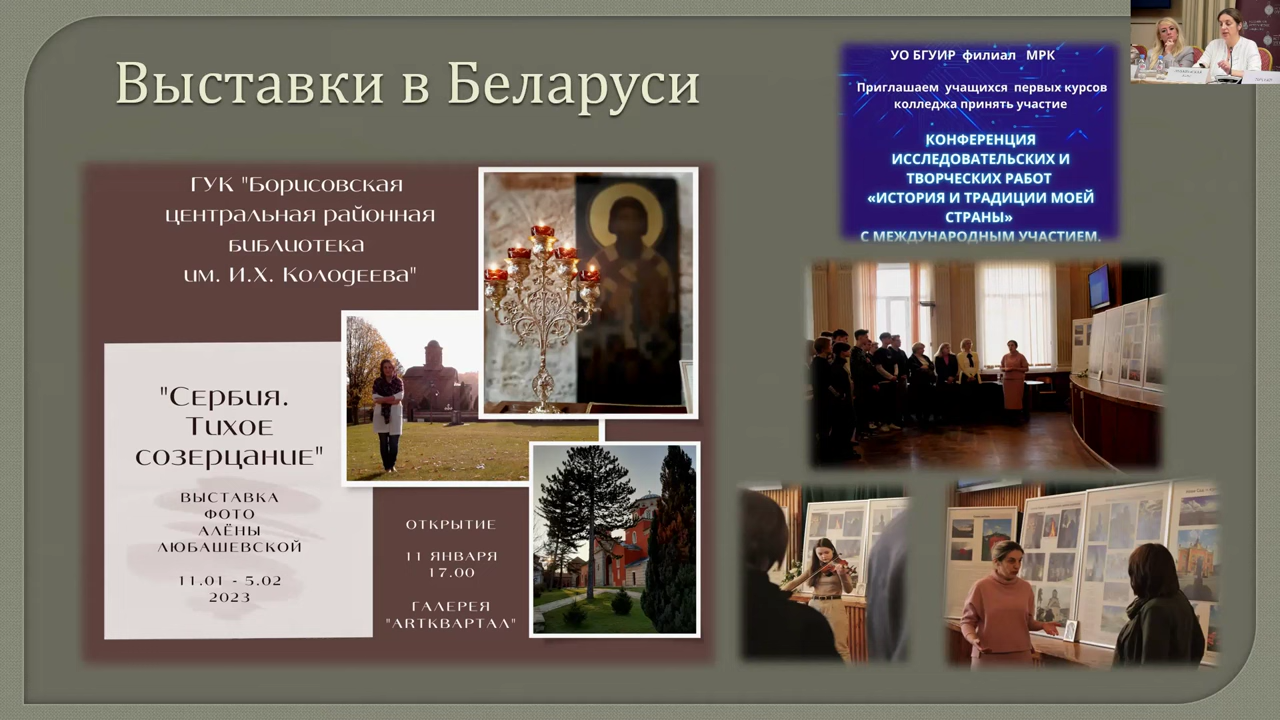 Выставки в Беларуси
ГУК "Борисовская
центральная районная
библиотека
им. И.Х. Колодеева"
"Сербия.
Тихое
созерцание"
ВЫСТАВКА
ФОТО
АЛЁНЫ
ЛЮБАШЕВСКОЙ
11.01 - 5.02
2023
ОТКРЫТИЕ
11 ЯНВАРЯ
17.00
ГАЛЕРЕЯ
"ARTКВАРТАЛ"
УО БГУИР филиал МРК
Приглашаем учащихся первых курсов
колледжа принять участие
КОНФЕРЕНЦИЯ
ИССЛЕДОВАТЕЛЬСКИХ И
ТВОРЧЕСКИХ РАБОТ
«ИСТОРИЯ И ТРАДИЦИИ МОЕЙ
СТРАНЫ»
С МЕЖДУНАРОДНЫМ УЧАСТИЕМ.